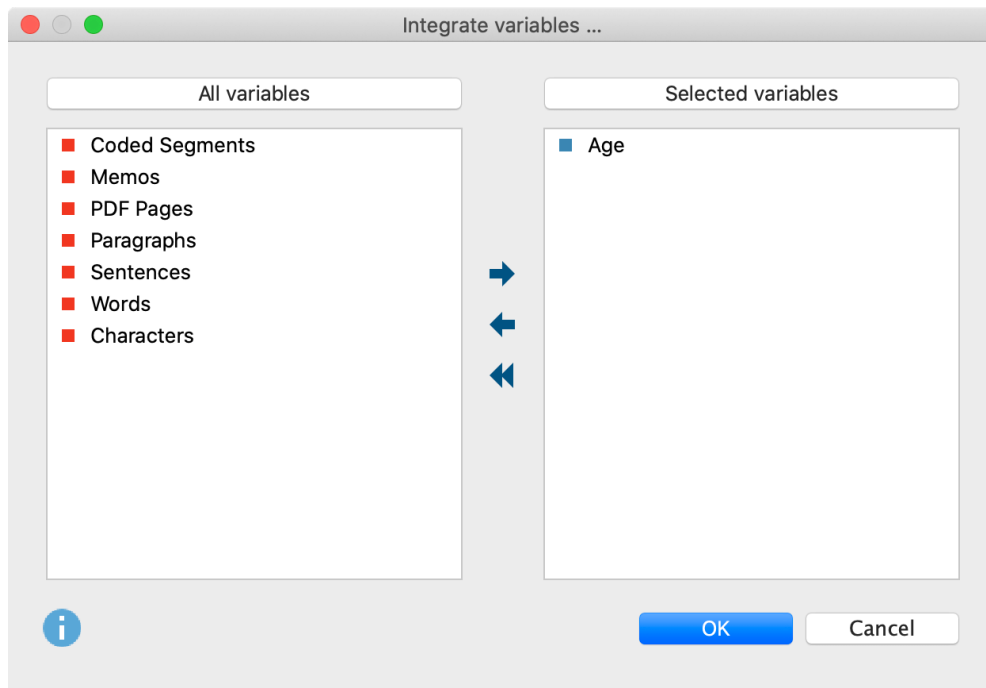 Integrate variables ...
All variables
Coded Segments
Memos
PDF Pages
Paragraphs
Sentences
Words
Characters
Selected variables
Age
OK
Cancel